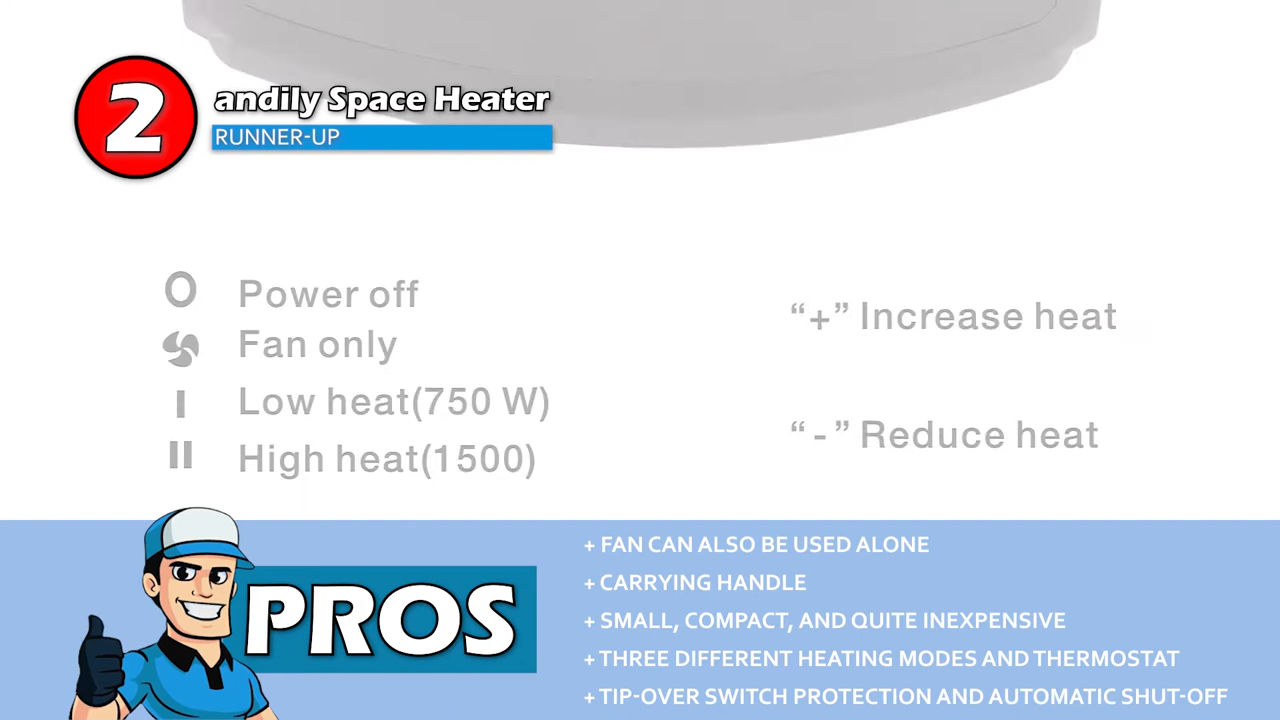 2
andily Space Heater
RUNNER-UP
O Power off
Fan only
I Low heat(750 W)
II High heat(1500)
“+” Increase heat
“-” Reduce heat
PROS
+ FAN CAN ALSO BE USED ALONE
+ CARRYING HANDLE
+ SMALL, COMPACT, AND QUITE INEXPENSIVE
+ THREE DIFFERENT HEATING MODES AND THERMOSTAT
+ TIP-OVER SWITCH PROTECTION AND AUTOMATIC SHUT-OFF